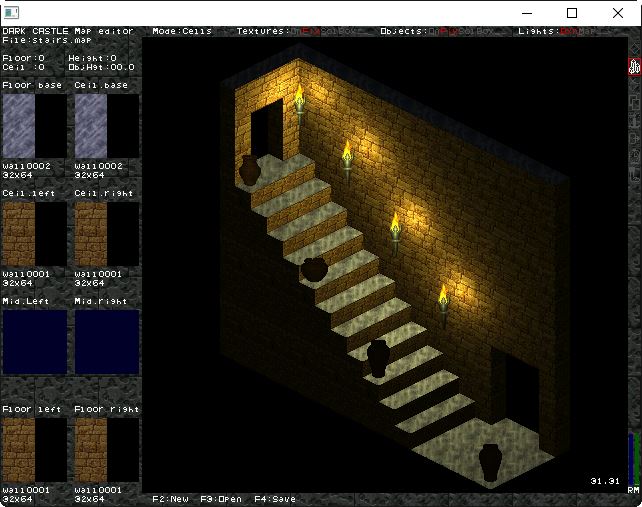 DARK CASTLE Map editor
Mode:Cells Textures: Objects: Lights:
File:stairs.map
Floor:0 Height:0
Ceil :0 ObjHgt:00.0
Floor base Ceil.base
wall0002 wall0002
32x64 32x64
Ceil.left Ceil.right
wall0001 wall0001
32x64 32x64
Mid.Left Mid.right
Floor left Floor right
wall0001 wall0001
32x64 32x64
31.31
RM
F2:New F3:Open F4:Save